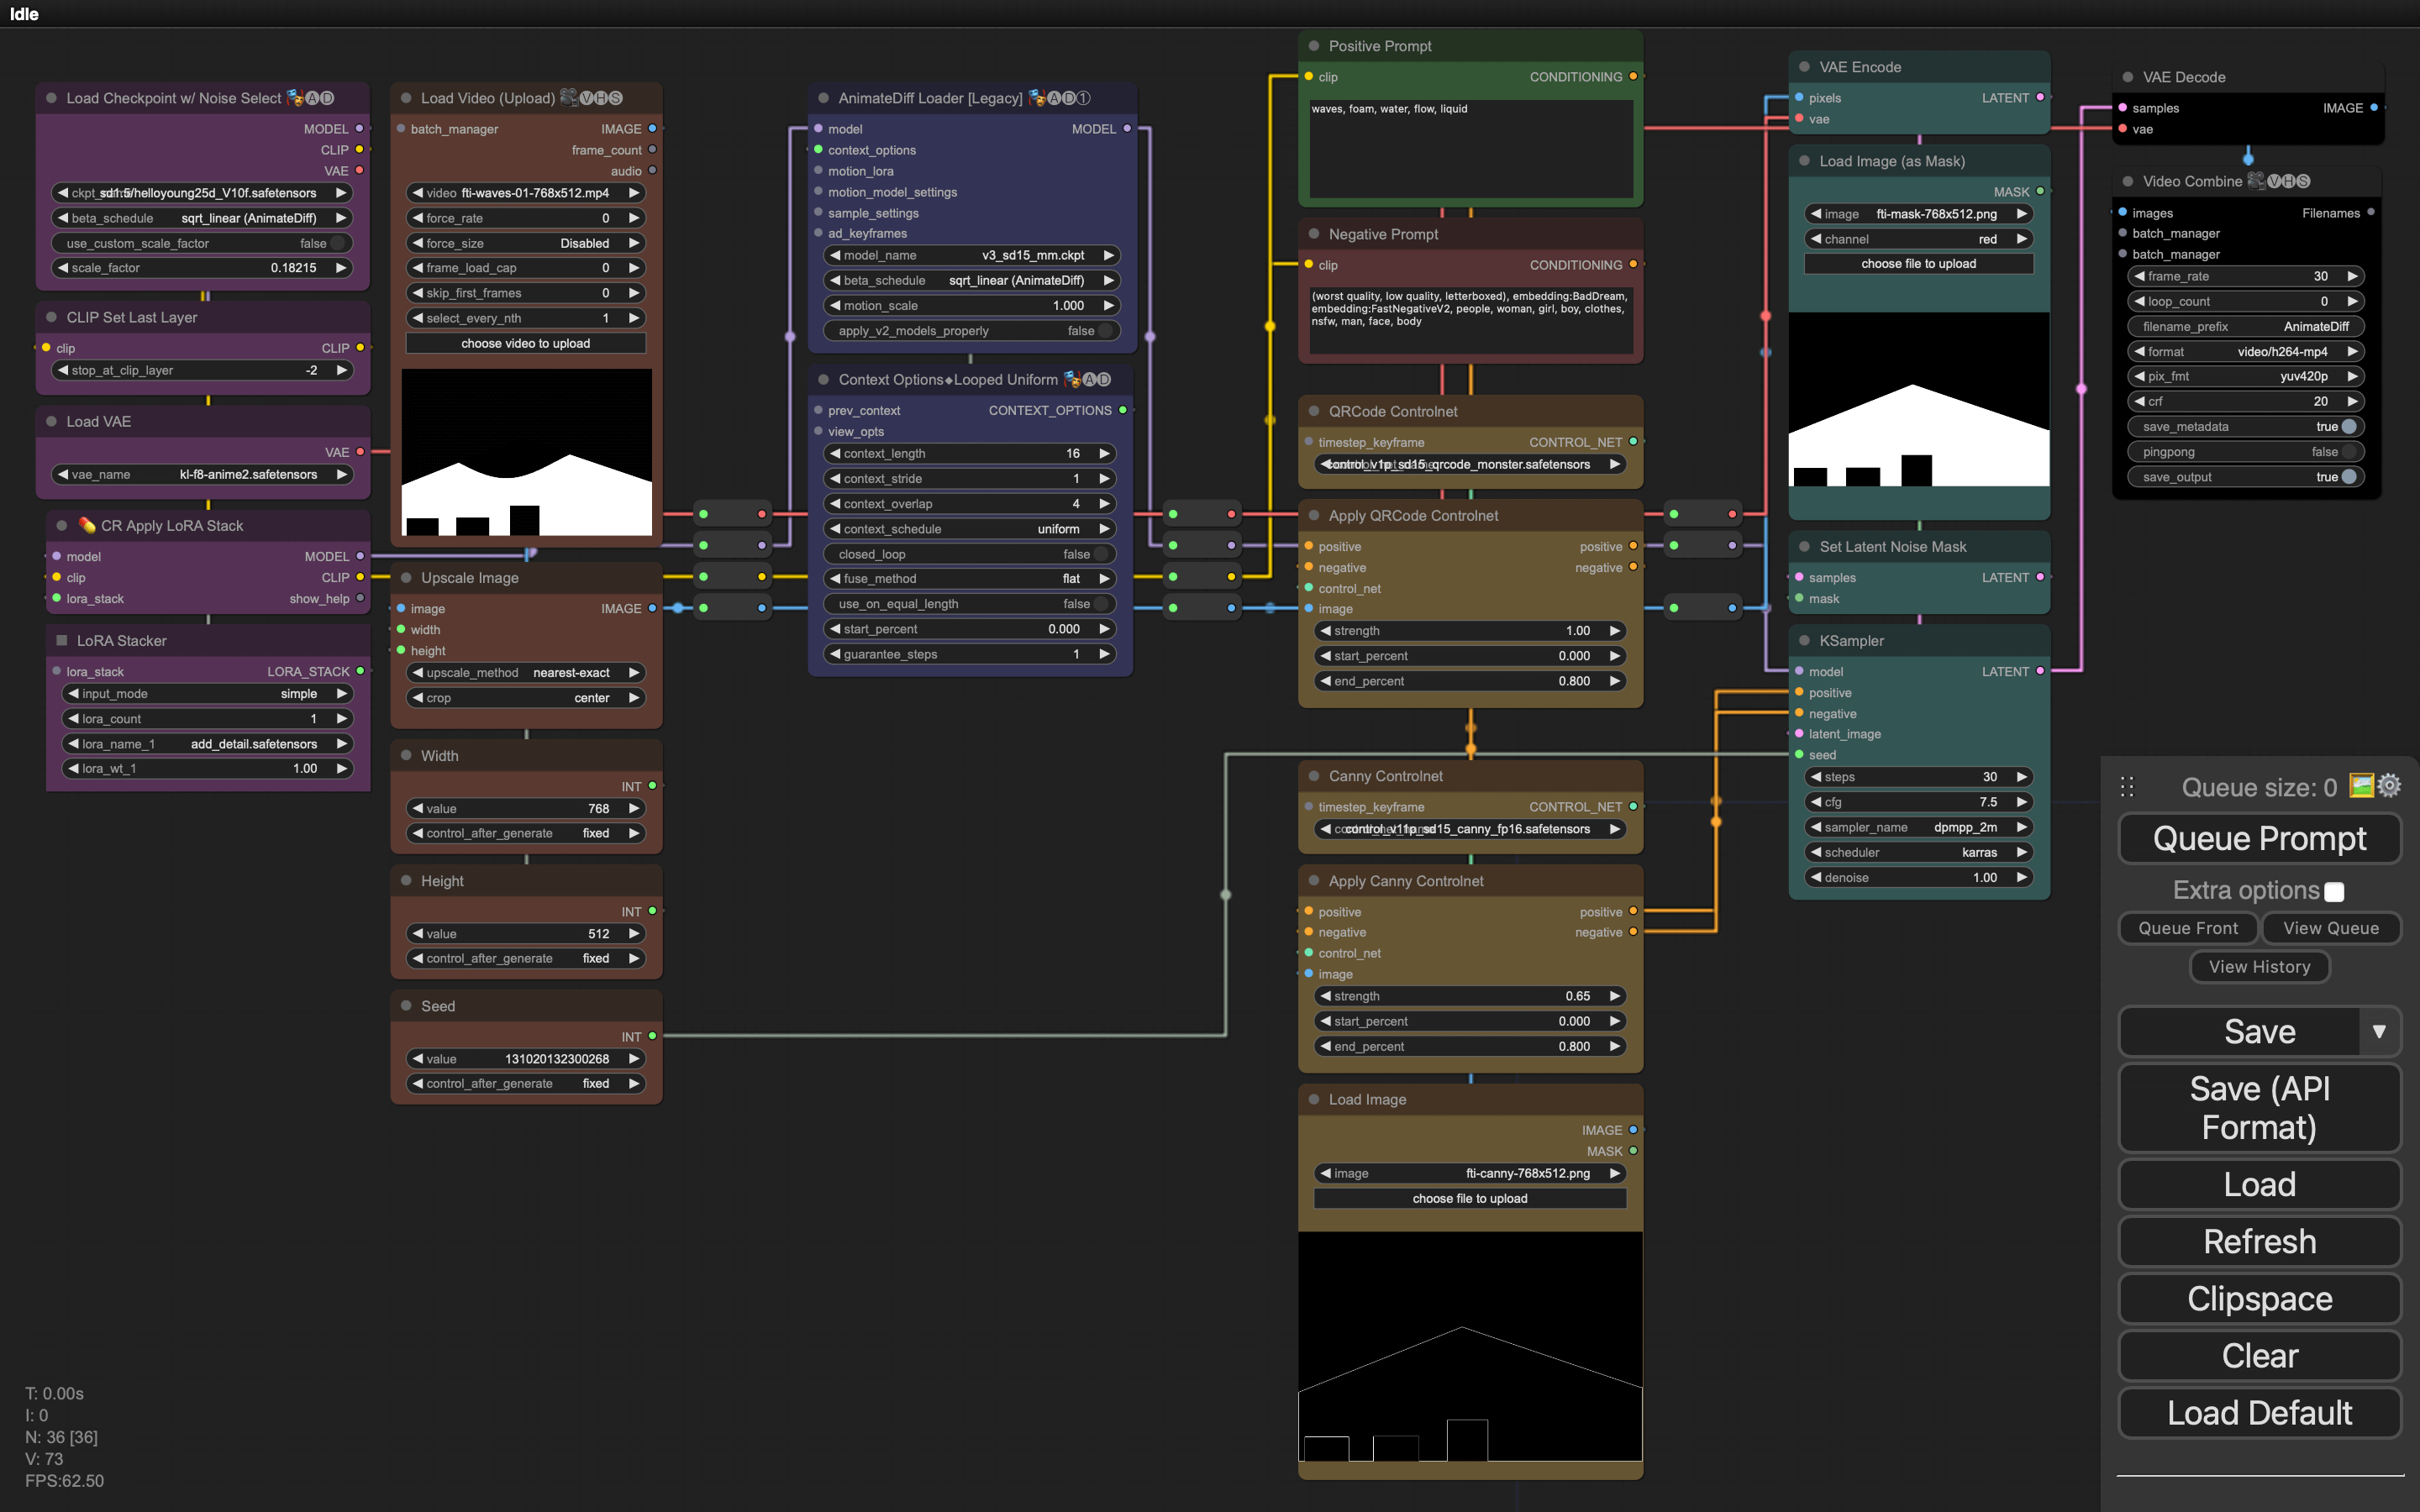 Idle
Load Checkpoint w/ Noise Select 🎭🅐🅓
MODEL
CLIP
VAE
sd1.5/helloyoung25d_V10f.safetensors
beta_schedule sqrt_linear (AnimateDiff)
use_custom_scale_factor false
scale_factor 0.18215
CLIP Set Last Layer
clip CLIP
stop_at_clip_layer -2
Load VAE
VAE
vae_name kl-f8-anime2.safetensors
💊 CR Apply LoRA Stack
model MODEL
clip CLIP
lora_stack show_help
LoRA Stacker
lora_stack LORA_STACK
input_mode simple
lora_count 1
lora_name_1 add_detail.safetensors
lora_wt_1 1.00
Load Video (Upload) 🎥🅥🅗🅢
batch_manager IMAGE
frame_count
audio
video fti-waves-01-768x512.mp4
force_rate 0
force_size Disabled
frame_load_cap 0
skip_first_frames 0
select_every_nth 1
choose video to upload
Upscale Image
image IMAGE
width
height
upscale_method nearest-exact
crop center
Width
INT
value 768
control_after_generate fixed
Height
INT
value 512
control_after_generate fixed
Seed
INT
value 131020132300268
control_after_generate fixed
AnimateDiff Loader [Legacy] 🎭🅐🅓①
model MODEL
context_options
motion_lora
motion_model_settings
sample_settings
ad_keyframes
model_name v3_sd15_mm.ckpt
beta_schedule sqrt_linear (AnimateDiff)
motion_scale 1.000
apply_v2_models_properly false
Context Options◆Looped Uniform 🎭🅐🅓
prev_context CONTEXT_OPTIONS
view_opts
context_length 16
context_stride 1
context_overlap 4
context_schedule uniform
closed_loop false
fuse_method flat
use_on_equal_length false
start_percent 0.000
guarantee_steps 1
Positive Prompt
clip CONDITIONING
waves, foam, water, flow, liquid
Negative Prompt
clip CONDITIONING
(worst quality, low quality, letterboxed), embedding:BadDream,
embedding:FastNegativeV2, people, woman, girl, boy, clothes,
nsfw, man, face, body
QRCode Controlnet
timestep_keyframe CONTROL_NET
control_v1p_sd15_qrcode_monster.safetensors
Apply QRCode Controlnet
positive positive
negative negative
control_net
image
strength 1.00
start_percent 0.000
end_percent 0.800
Canny Controlnet
timestep_keyframe CONTROL_NET
control_v11p_sd15_canny_fp16.safetensors
Apply Canny Controlnet
positive positive
negative negative
control_net
image
strength 0.65
start_percent 0.000
end_percent 0.800
Load Image
IMAGE
MASK
image fti-canny-768x512.png
choose file to upload
VAE Encode
pixels LATENT
vae
Load Image (as Mask)
MASK
image fti-mask-768x512.png
channel red
choose file to upload
Set Latent Noise Mask
samples LATENT
mask
KSampler
model LATENT
positive
negative
latent_image
seed
steps 30
cfg 7.5
sampler_name dpmpp_2m
scheduler karras
denoise 1.00
VAE Decode
samples IMAGE
vae
Video Combine 🎥🅥🅗🅢
images Filenames
batch_manager
batch_manager
frame_rate 30
loop_count 0
filename_prefix AnimateDiff
format video/h264-mp4
pix_fmt yuv420p
crf 20
save_metadata true
pingpong false
save_output true
Queue size: 0 🖼️⚙️
Queue Prompt
Extra options
Queue Front View Queue
View History
Save ▼
Save (API
Format)
Load
Refresh
Clipspace
Clear
Load Default
T: 0.00s
I: 0
N: 36 [36]
V: 73
FPS:62.50